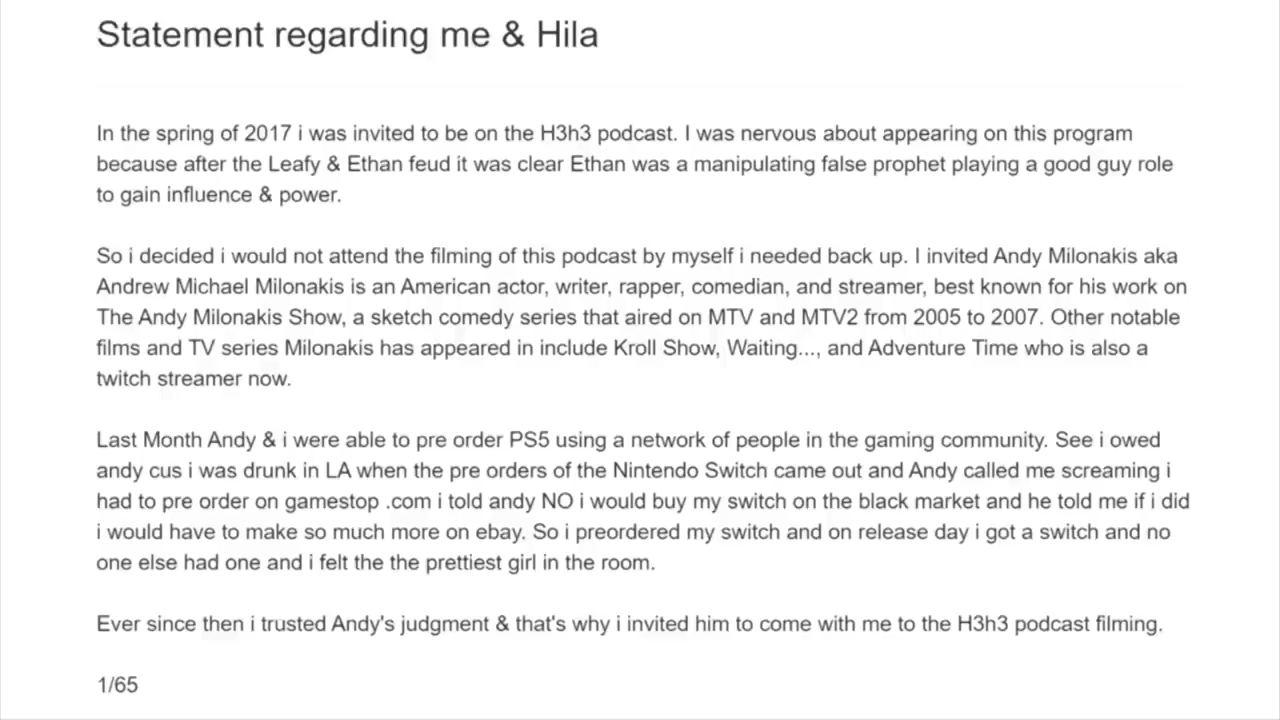 Statement regarding me & Hila
In the spring of 2017 i was invited to be on the H3h3 podcast. I was nervous about appearing on this program
because after the Leafy & Ethan feud it was clear Ethan was a manipulating false prophet playing a good guy role
to gain influence & power.
So i decided i would not attend the filming of this podcast by myself i needed back up. I invited Andy Milonakis aka
Andrew Michael Milonakis is an American actor, writer, rapper, comedian, and streamer, best known for his work on
The Andy Milonakis Show, a sketch comedy series that aired on MTV and MTV2 from 2005 to 2007. Other notable
films and TV series Milonakis has appeared in include Kroll Show, Waiting..., and Adventure Time who is also a
twitch streamer now.
Last Month Andy & i were able to pre order PS5 using a network of people in the gaming community. See i owed
andy cus i was drunk in LA when the pre orders of the Nintendo Switch came out and Andy called me screaming i
had to pre order on gamestop .com i told andy NO i would buy my switch on the black market and he told me if i did
i would have to make so much more on ebay. So i preordered my switch and on release day i got a switch and no
one else had one and i felt the the prettiest girl in the room.
Ever since then i trusted Andy's judgment & that's why i invited him to come with me to the H3h3 podcast filming.
1/65